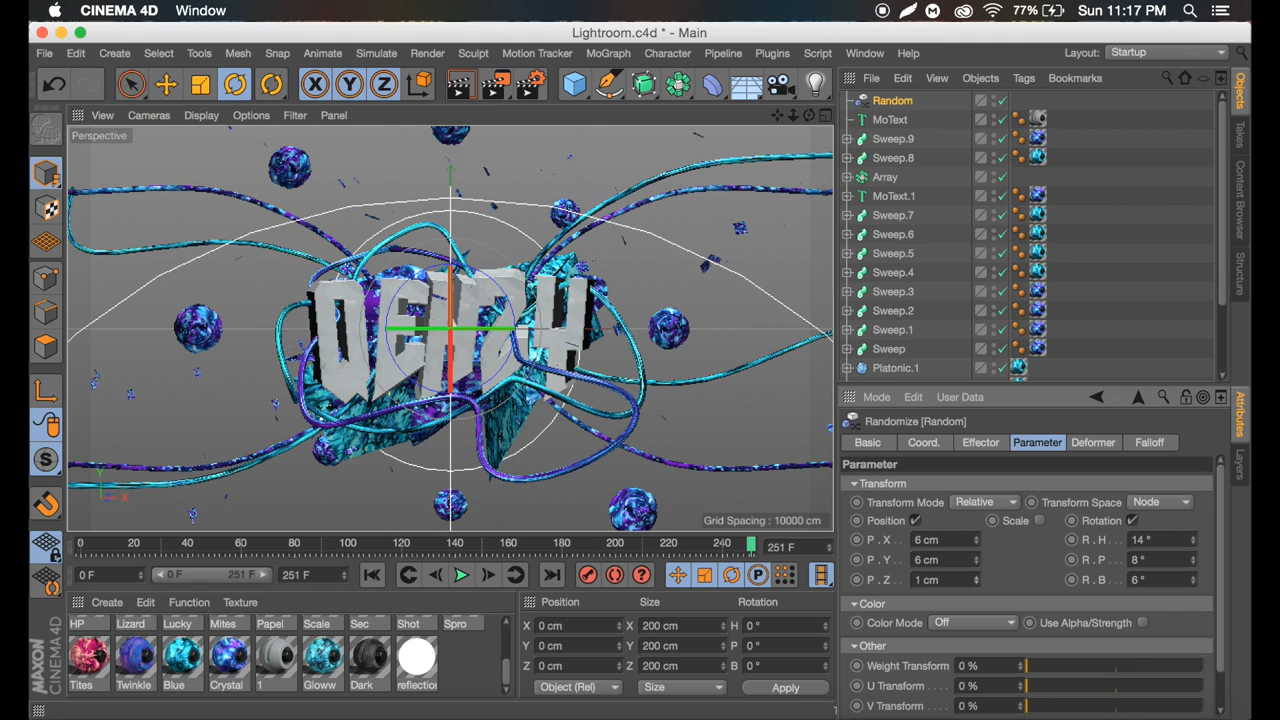 CINEMA 4D Window 77% Sun 11:17 PM
Lightroom.c4d * - Main
File Edit Create Select Tools Mesh Snap Animate Simulate Render Sculpt Motion Tracker MoGraph Character Pipeline Plugins Script Window Help Layout: Startup
X Y Z
File Edit View Objects Tags Bookmarks
View Cameras Display Options Filter Panel
Perspective
Random
MoText
Sweep.9
Sweep.8
Array
MoText.1
Sweep.7
Sweep.6
Sweep.5
Sweep.4
Sweep.3
Sweep.2
Sweep.1
Sweep
Platonic.1
Objects
Takes
Content Browser
Structure
Y
X
Grid Spacing : 10000 cm
S
Mode Edit User Data
Randomize [Random]
Basic Coord. Effector Parameter Deformer Falloff
Parameter
Transform
Transform Mode Relative Transform Space Node
Position Scale Rotation
P . X . . 6 cm R . H . 14 °
P . Y . . 6 cm R . P . 8 °
P . Z . . 1 cm R . B . 6 °
Color
Color Mode Off Use Alpha/Strength
Other
Weight Transform 0 %
U Transform . . . . 0 %
V Transform . . . . 0 %
Attributes
Layers
0 20 40 60 80 100 120 140 160 180 200 220 240 251 F
0 F 0 F 251 F 251 F
P
Create Edit Function Texture
HP Lizard Lucky Mites Papel Scale Sec Shot Spro
Tites Twinkle Blue Crystal 1 Gloww Dark reflection
Position Size Rotation
X 0 cm X 200 cm H 0 °
Y 0 cm Y 200 cm P 0 °
Z 0 cm Z 200 cm B 0 °
Object (Rel) Size Apply
MAXON
CINEMA 4D